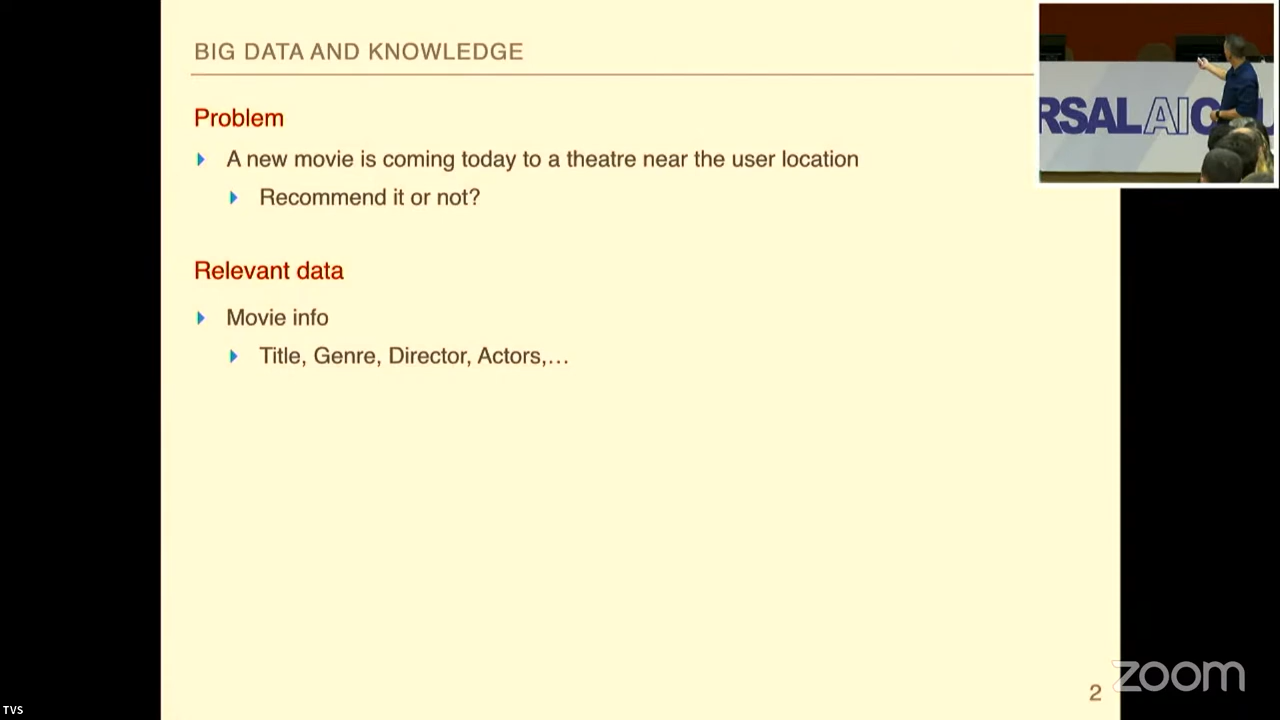 BIG DATA AND KNOWLEDGE
Problem
A new movie is coming today to a theatre near the user location
Recommend it or not?
Relevant data
Movie info
Title, Genre, Director, Actors,…
2
RSAL AI
zoom
TVS